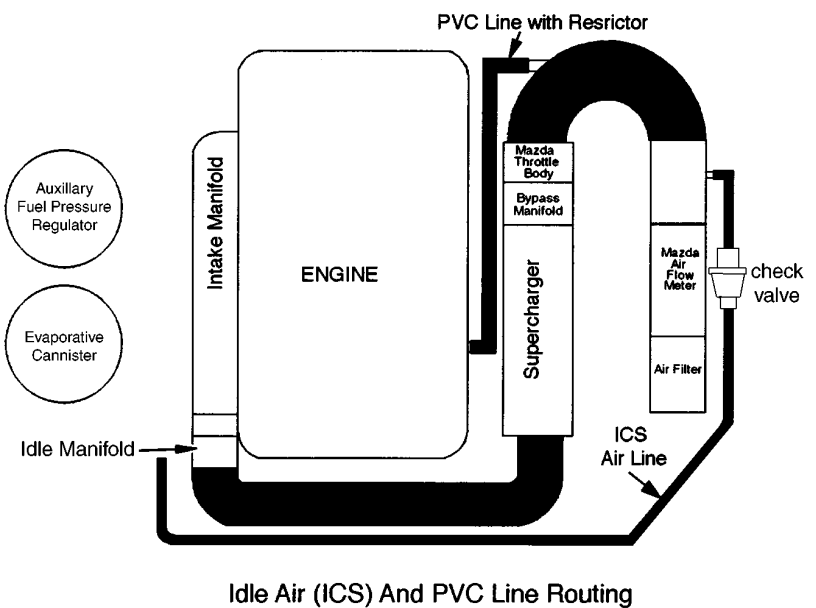 PVC Line with Resrictor
Mazda
Throttle
Body
Bypass
Manifold
Supercharger
Intake Manifold
ENGINE
Auxillary
Fuel Pressure
Regulator
Evaporative
Cannister
Mazda
Air
Flow
Meter
check
valve
Air Filter
Idle Manifold
ICS
Air Line
Idle Air (ICS) And PVC Line Routing